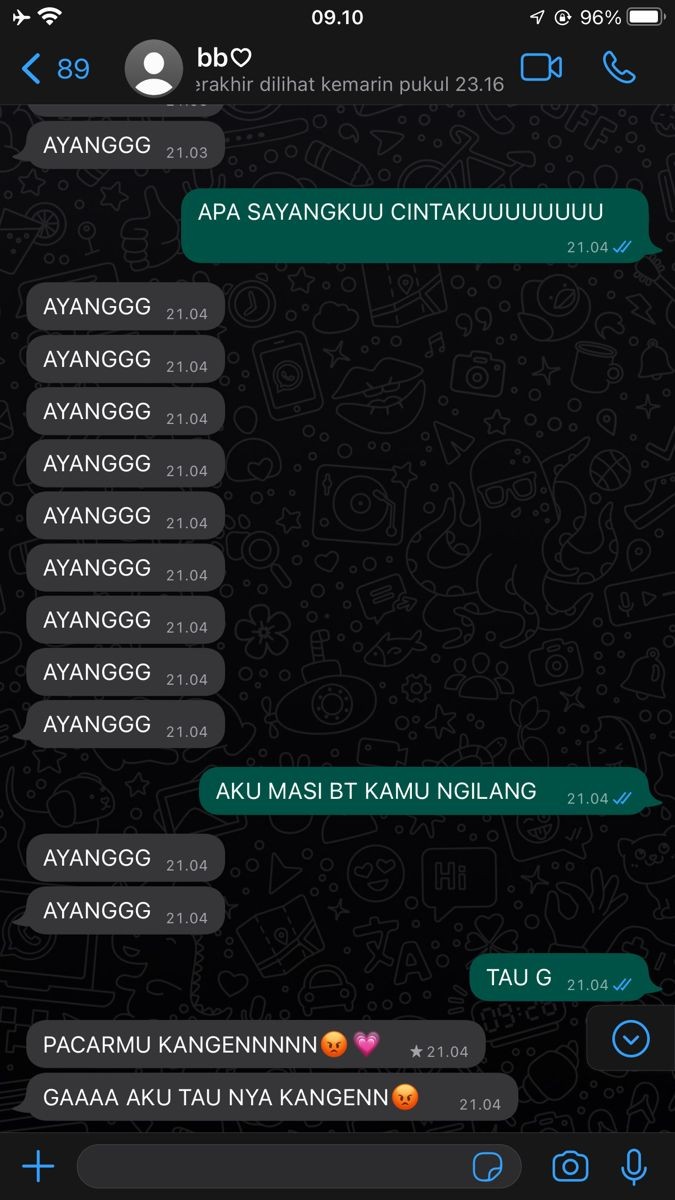 09.10
96%
89
bb♡
erakhir dilihat kemarin pukul 23.16
AYANGGG 21.03
APA SAYANGKUU CINTAKUUUUUUUU
21.04
AYANGGG 21.04
AYANGGG 21.04
AYANGGG 21.04
AYANGGG 21.04
AYANGGG 21.04
AYANGGG 21.04
AYANGGG 21.04
AYANGGG 21.04
AYANGGG 21.04
AKU MASI BT KAMU NGILANG 21.04
AYANGGG 21.04
AYANGGG 21.04
TAU G 21.04
PACARMU KANGENNNNN😡💗 ★21.04
GAAAA AKU TAU NYA KANGENN😡 21.04